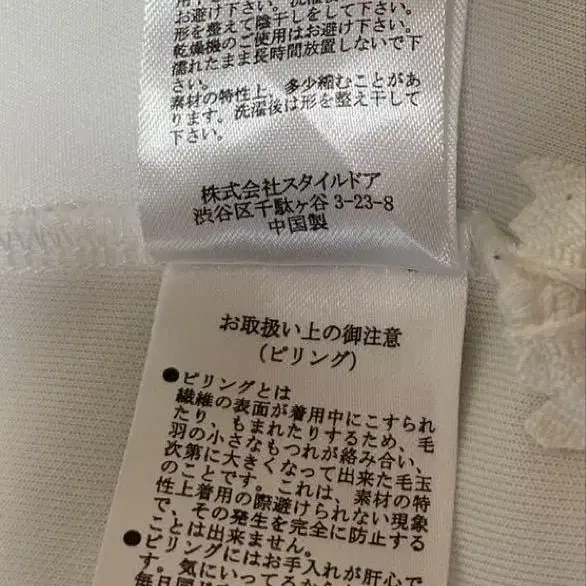 お避け下さい。洗濯後
形を整えて陰干しをして下さい。
乾燥機のご使用はお避け下さい。
濡れたまま長時間放置しないで下
さい。
素材の特性上、多少縮むことがあ
ります。洗濯後は形を整え干して
下さい。
株式会社スタイルドア
渋谷区千駄ヶ谷 3-23-8
中国製
お取扱い上の御注意
(ピリング)
●ピリングとは
繊維の表面が着用中にこすられ
たり、もまれたりするため、毛
羽の小さなもつれが絡み合い、
次第に大きくなって出来た毛玉
のことです。これは、素材の特
性上着用の際避けられない現象
で、その発生を完全に防止する
ことは出来ません。
●ピリングにはお手入れが肝心で
す。気にいってるから
毎日